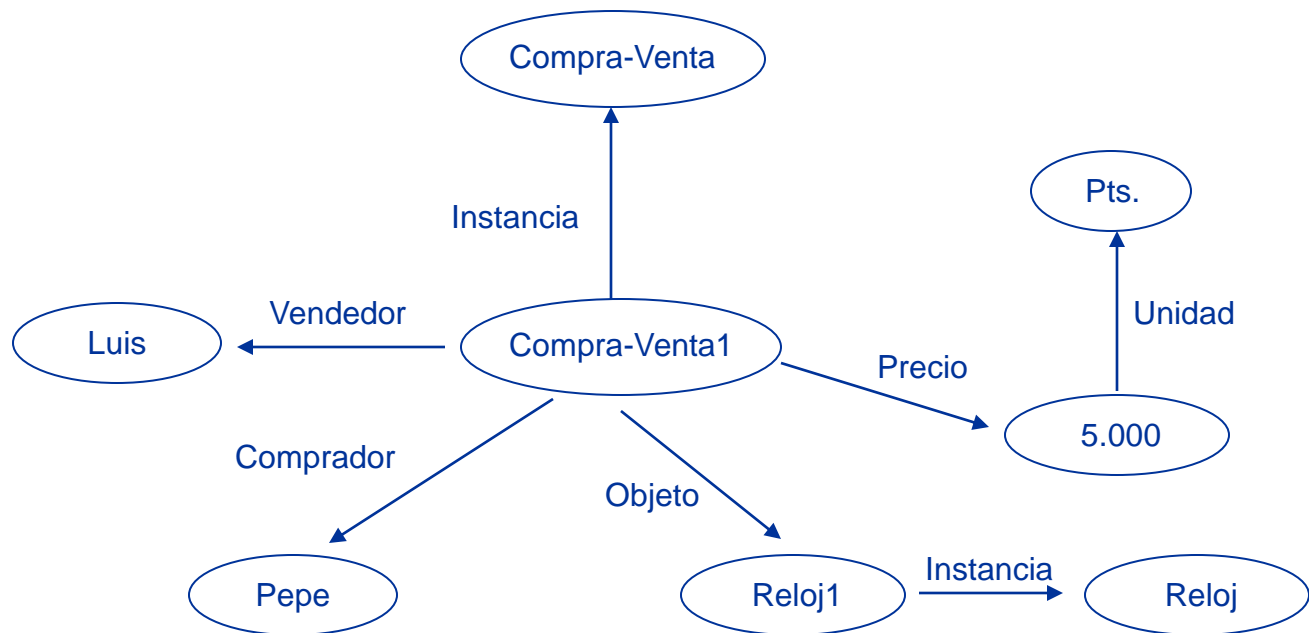 Compra-Venta
Pts.
Instancia
Vendedor
Unidad
Luis
Compra-Venta1
Precio
5.000
Comprador
Objeto
Instancia
Pepe
Reloj1
Reloj